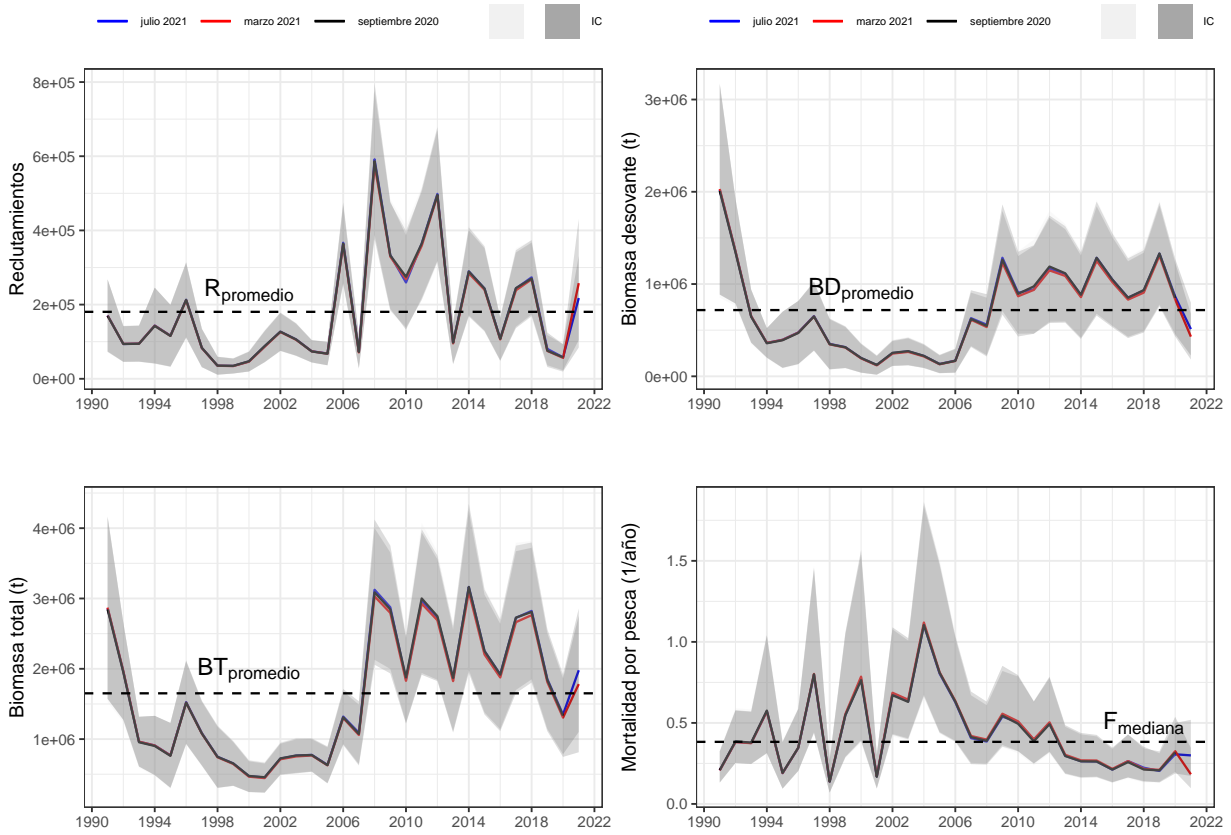 julio 2021 marzo 2021 septiembre 2020 IC
julio 2021 marzo 2021 septiembre 2020 IC
Reclutamientos
8e+05
6e+05
4e+05
2e+05
0e+00
Rpromedio
1990 1994 1998 2002 2006 2010 2014 2018 2022
Biomasa desovante (t)
3e+06
2e+06
1e+06
0e+00
BDpromedio
1990 1994 1998 2002 2006 2010 2014 2018 2022
Biomasa total (t)
4e+06
3e+06
2e+06
1e+06
BTpromedio
1990 1994 1998 2002 2006 2010 2014 2018 2022
Mortalidad por pesca (1/año)
1.5
1.0
0.5
0.0
Fmediana
1990 1994 1998 2002 2006 2010 2014 2018 2022